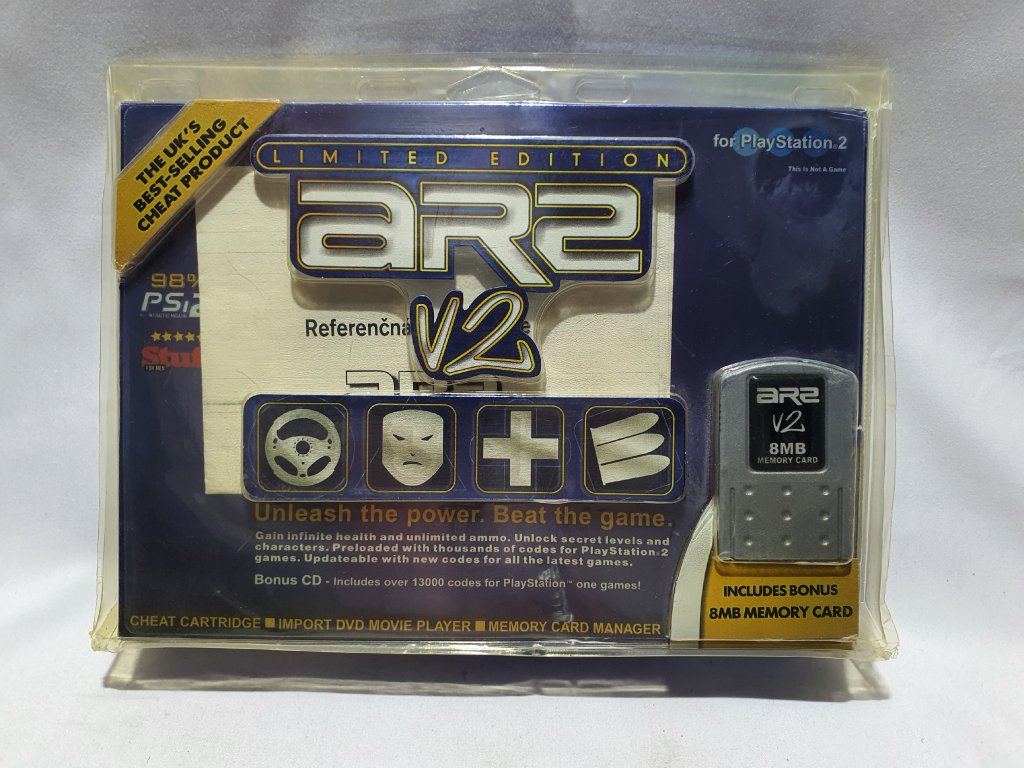 THE UK'S
BEST-SELLING
CHEAT PRODUCT
for PlayStation®2
This Is Not A Game
LIMITED EDITION
aR2
V2
98%
PSi2
Referenčna
Stuf
FOR MEN
aR2
V2
8MB
MEMORY CARD
Unleash the power. Beat the game.
Gain infinite health and unlimited ammo. Unlock secret levels and
characters. Preloaded with thousands of codes for PlayStation®2
games. Updateable with new codes for all the latest games.
Bonus CD - Includes over 13000 codes for PlayStation™ one games!
INCLUDES BONUS
8MB MEMORY CARD
CHEAT CARTRIDGE ■ IMPORT DVD MOVIE PLAYER ■ MEMORY CARD MANAGER